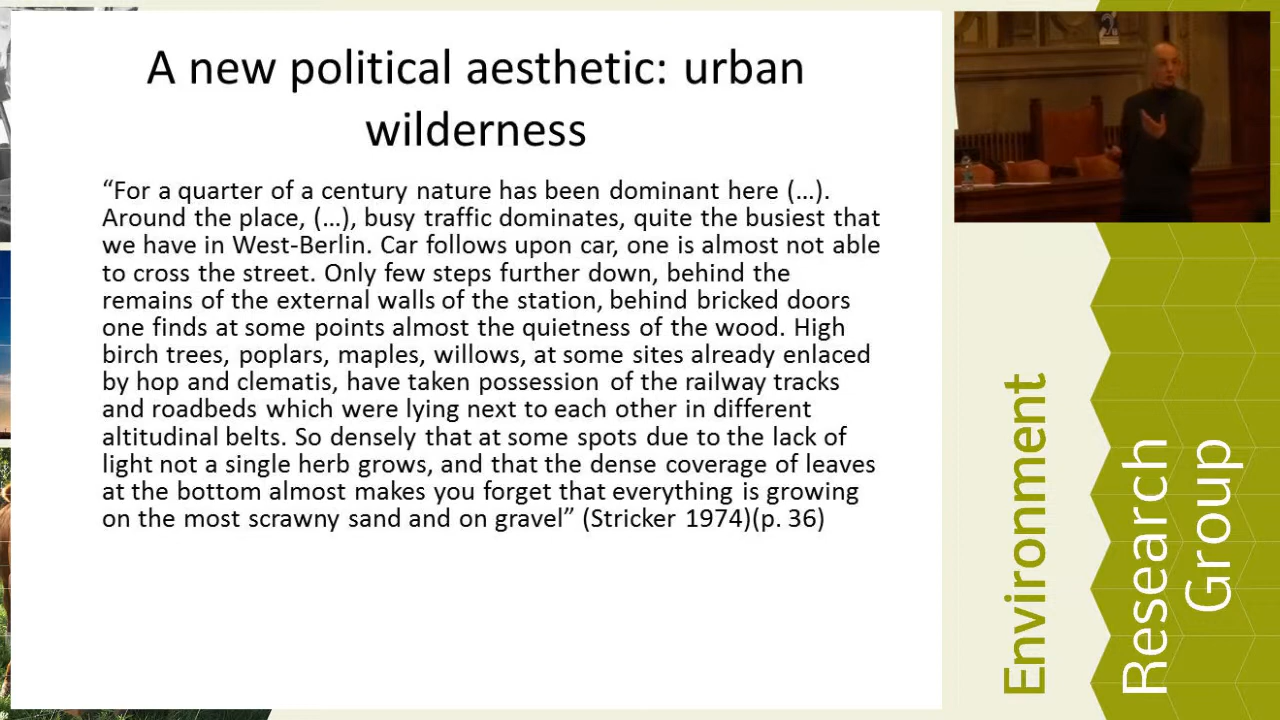 A new political aesthetic: urban
wilderness
“For a quarter of a century nature has been dominant here (…).
Around the place, (…), busy traffic dominates, quite the busiest that
we have in West-Berlin. Car follows upon car, one is almost not able
to cross the street. Only few steps further down, behind the
remains of the external walls of the station, behind bricked doors
one finds at some points almost the quietness of the wood. High
birch trees, poplars, maples, willows, at some sites already enlaced
by hop and clematis, have taken possession of the railway tracks
and roadbeds which were lying next to each other in different
altitudinal belts. So densely that at some spots due to the lack of
light not a single herb grows, and that the dense coverage of leaves
at the bottom almost makes you forget that everything is growing
on the most scrawny sand and on gravel” (Stricker 1974)(p. 36)
Environment
Research
Group